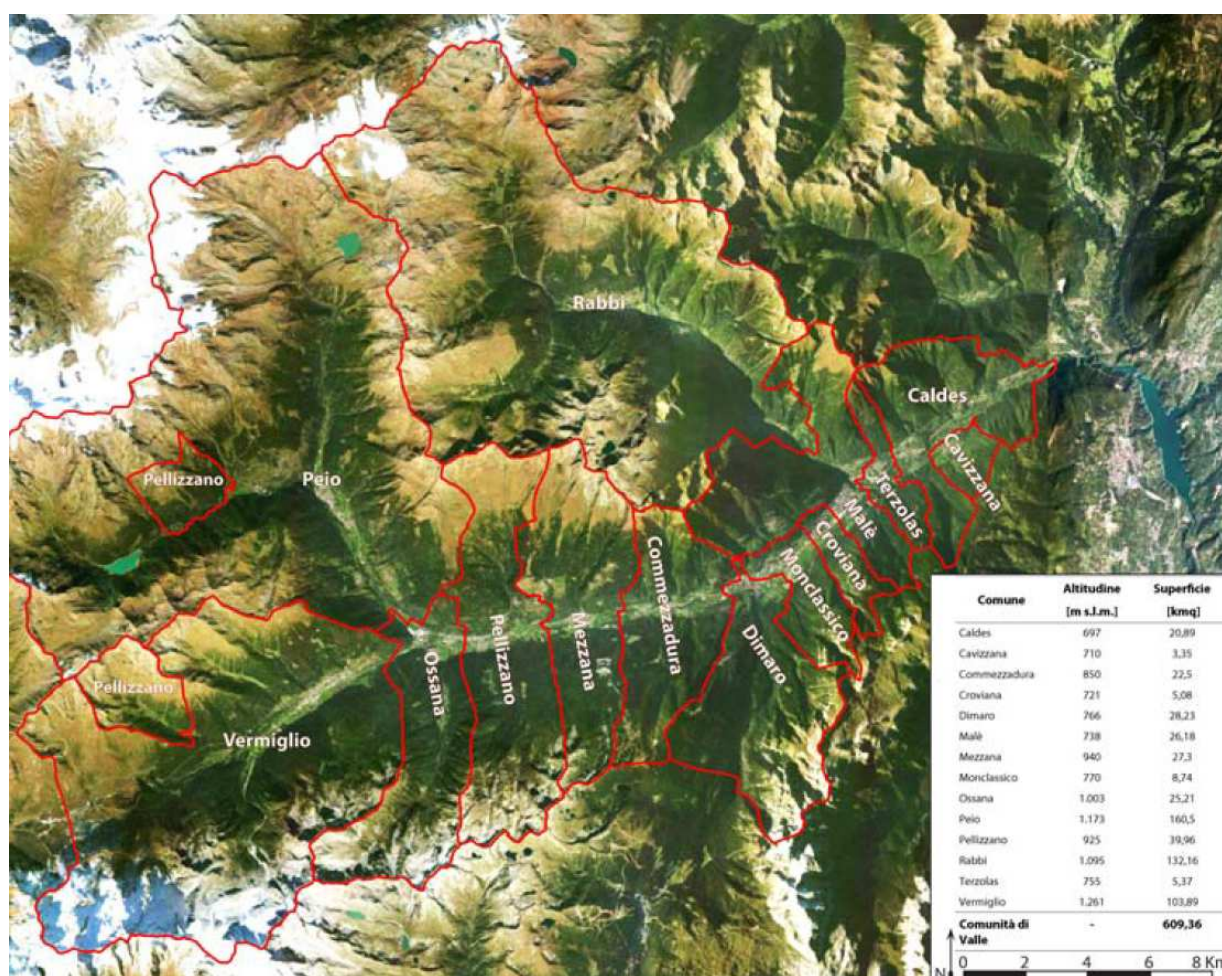 Rabbi
Caldes
Cavizzana
Pellizzano
Peio
Terzolas
Malè
Croviana
Monclassico
Commezzadura
Dimaro
Mezzana
Pellizzano
Ossana
Pellizzano
Vermiglio
Comune Altitudine Superficie
[m s.l.m.] [kmq]
Caldes 697 20,89
Cavizzana 710 3,35
Commezzadura 850 22,5
Croviana 721 5,08
Dimaro 766 28,23
Malè 738 26,18
Mezzana 940 27,3
Monclassico 770 8,74
Ossana 1.003 25,21
Peio 1.173 160,5
Pellizzano 925 39,96
Rabbi 1.095 132,16
Terzolas 755 5,37
Vermiglio 1.261 103,89
Comunità di - 609,36
Valle
0 2 4 6 8 Km
N